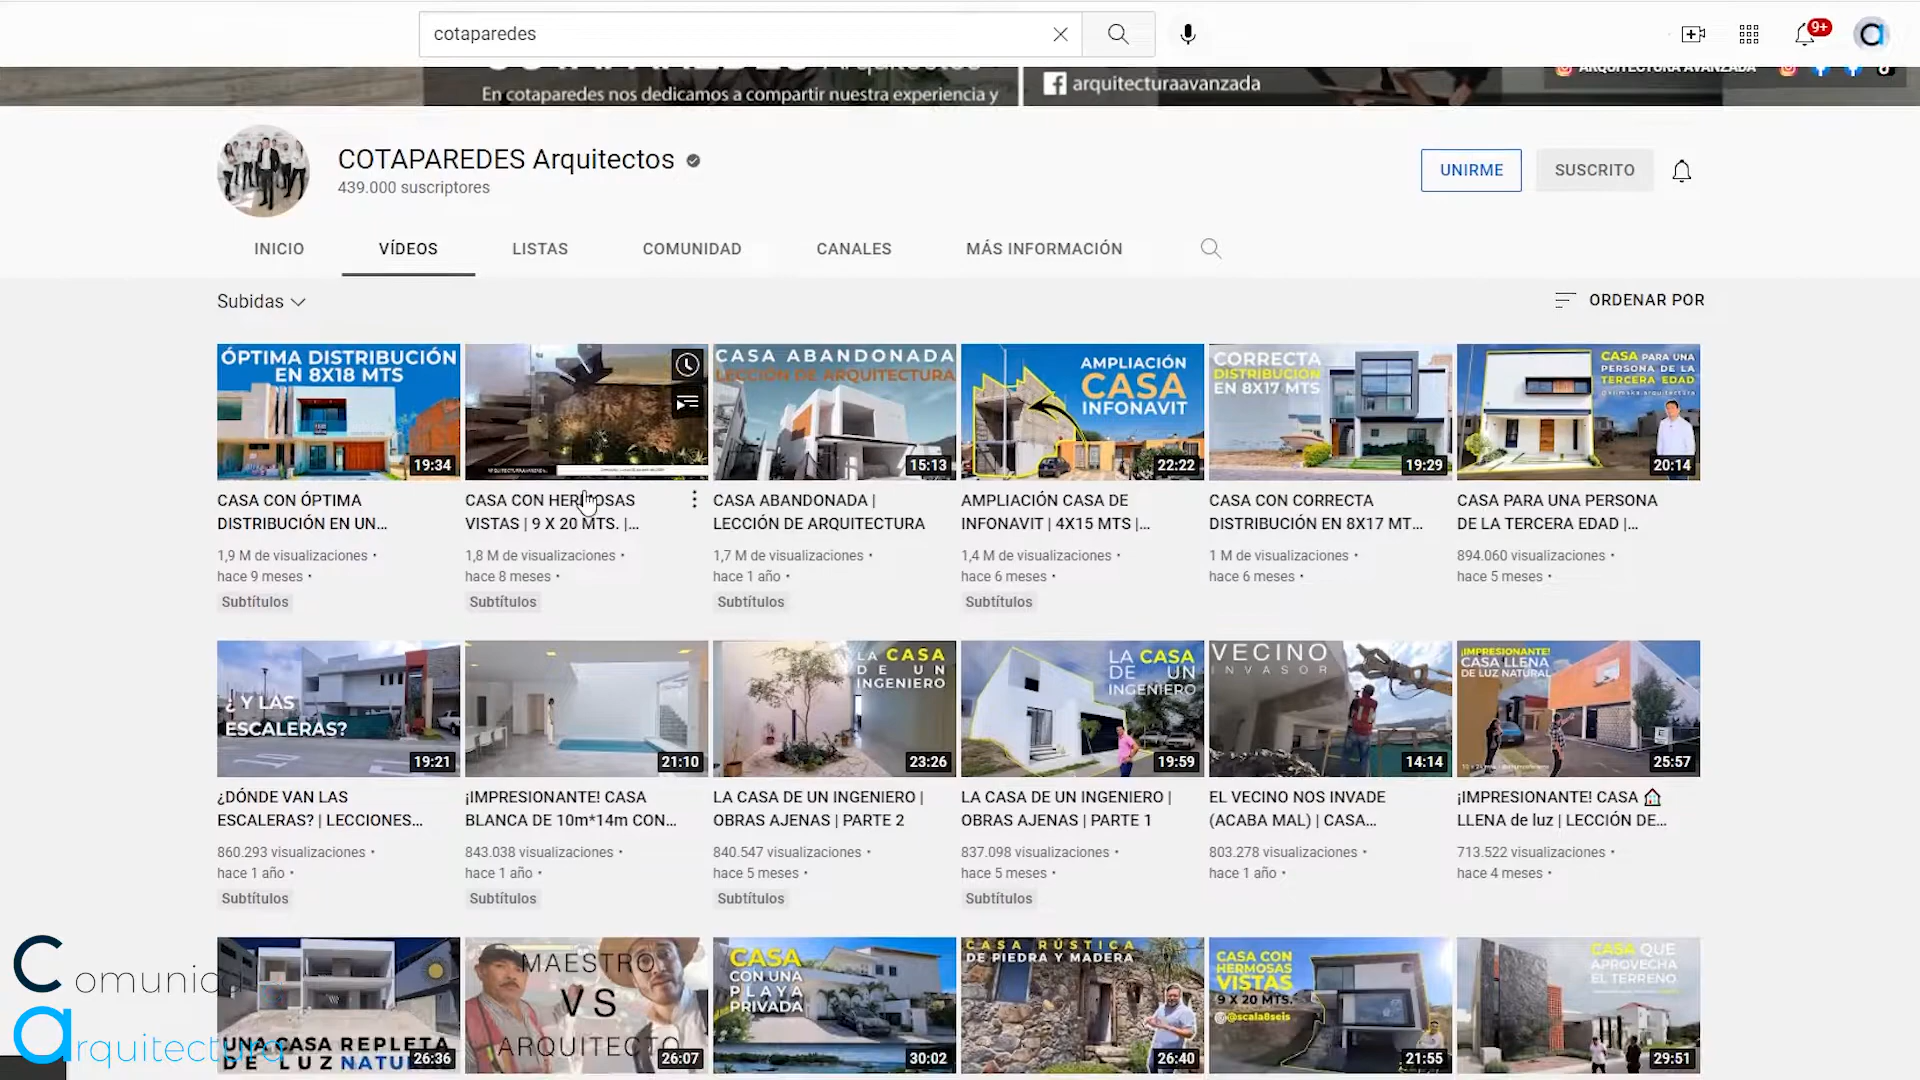 cotaparedes
9+
En cotaparedes nos dedicamos a compartir nuestra experiencia y
arquitecturaavanzada
ARQUITECTURA AVANZADA
COTAPAREDES Arquitectos
439.000 suscriptores
UNIRME
SUSCRITO
INICIO
VÍDEOS
LISTAS
COMUNIDAD
CANALES
MÁS INFORMACIÓN
Subidas
ORDENAR POR
ÓPTIMA DISTRIBUCIÓN
EN 8X18 MTS
19:34
CASA ABANDONADA
LECCIÓN DE ARQUITECTURA
15:13
AMPLIACIÓN
CASA
INFONAVIT
22:22
CORRECTA
DISTRIBUCIÓN
EN 8X17 MTS
19:29
CASA PARA UNA
PERSONA DE LA
TERCERA EDAD
20:14
CASA CON ÓPTIMA
DISTRIBUCIÓN EN UN...
1,9 M de visualizaciones •
hace 9 meses •
Subtítulos
CASA CON HERMOSAS
VISTAS | 9 X 20 MTS. |...
1,8 M de visualizaciones •
hace 8 meses •
Subtítulos
CASA ABANDONADA |
LECCIÓN DE ARQUITECTURA
1,7 M de visualizaciones •
hace 1 año •
Subtítulos
AMPLIACIÓN CASA DE
INFONAVIT | 4X15 MTS |...
1,4 M de visualizaciones •
hace 6 meses •
Subtítulos
CASA CON CORRECTA
DISTRIBUCIÓN EN 8X17 MT...
1 M de visualizaciones •
hace 6 meses •
CASA PARA UNA PERSONA
DE LA TERCERA EDAD |...
894.060 visualizaciones •
hace 5 meses •
¿ Y LAS
ESCALERAS?
19:21
21:10
LA CASA
DE UN
INGENIERO
23:26
LA CASA
DE UN
INGENIERO
19:59
VECINO
INVASOR
14:14
¡IMPRESIONANTE!
CASA LLENA
DE LUZ NATURAL
25:57
¿DÓNDE VAN LAS
ESCALERAS? | LECCIONES...
860.293 visualizaciones •
hace 1 año •
Subtítulos
¡IMPRESIONANTE! CASA
BLANCA DE 10m*14m CON...
843.038 visualizaciones •
hace 1 año •
Subtítulos
LA CASA DE UN INGENIERO |
OBRAS AJENAS | PARTE 2
840.547 visualizaciones •
hace 5 meses •
Subtítulos
LA CASA DE UN INGENIERO |
OBRAS AJENAS | PARTE 1
837.098 visualizaciones •
hace 5 meses •
Subtítulos
EL VECINO NOS INVADE
(ACABA MAL) | CASA...
803.278 visualizaciones •
hace 1 año •
¡IMPRESIONANTE! CASA 🏠
LLENA de luz | LECCIÓN DE...
713.522 visualizaciones •
hace 4 meses •
UNA CASA REPLETA
DE LUZ NATU
26:36
MAESTRO
VS
ARQUITECTO
26:07
CASA
CON UNA
PLAYA
PRIVADA
30:02
CASA RÚSTICA
DE PIEDRA Y MADERA
26:40
CASA CON
HERMOSAS
VISTAS
9 X 20 MTS.
@scala8seis
21:55
CASA QUE
APROVECHA
EL TERRENO
29:51
Comunidad
arquitectura